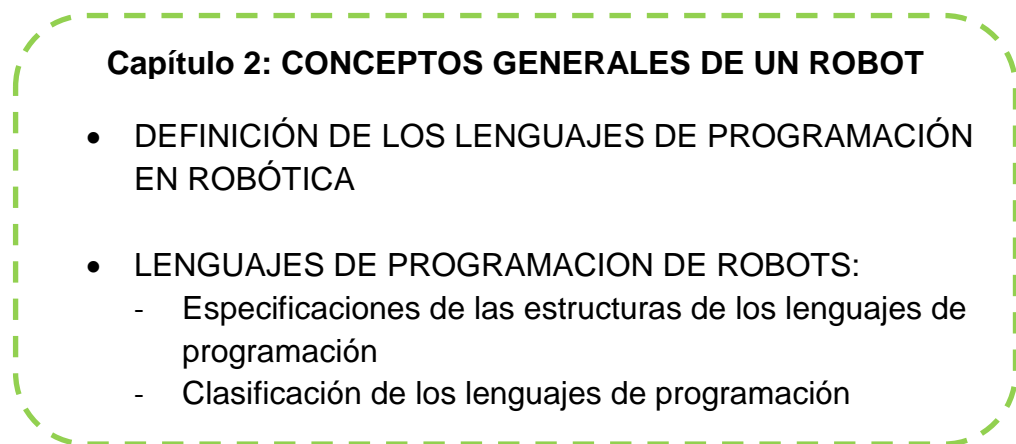 Capítulo 2: CONCEPTOS GENERALES DE UN ROBOT
• DEFINICIÓN DE LOS LENGUAJES DE PROGRAMACIÓN
EN ROBÓTICA
• LENGUAJES DE PROGRAMACION DE ROBOTS:
- Especificaciones de las estructuras de los lenguajes de
programación
- Clasificación de los lenguajes de programación